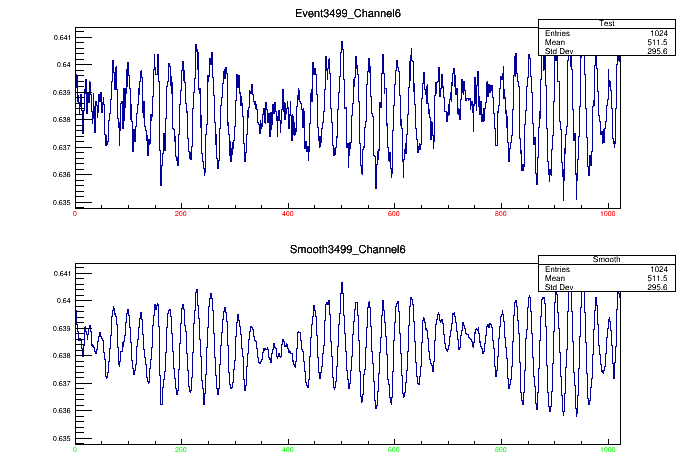 Event3499_Channel6
Test
Entries 1024
Mean 511.5
Std Dev 295.6
0.641
0.64
0.639
0.638
0.637
0.636
0.635
0 200 400 600 800 1000
Smooth3499_Channel6
Smooth
Entries 1024
Mean 511.5
Std Dev 295.6
0.641
0.64
0.639
0.638
0.637
0.636
0.635
0 200 400 600 800 1000